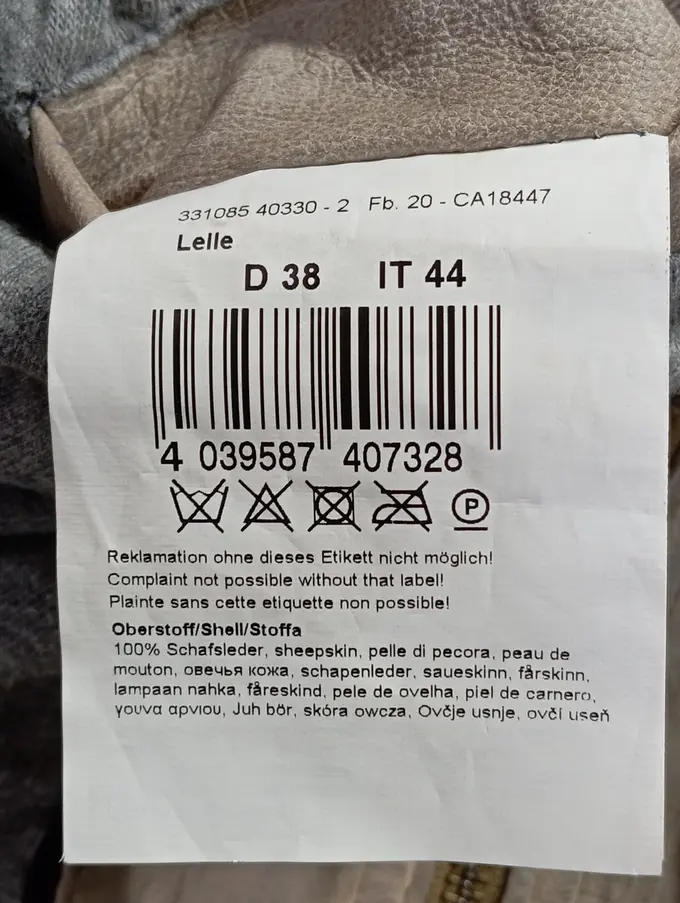 331085 40330 - 2 Fb. 20 - CA18447
Lelle
D 38 IT 44
4 039587 407328
P
Reklamation ohne dieses Etikett nicht möglich!
Complaint not possible without that label!
Plainte sans cette etiquette non possible!
Oberstoff/Shell/Stoffa
100% Schafsleder, sheepskin, pelle di pecora, peau de
mouton, овечья кожа, schapenleder, saueskinn, fårskinn,
lampaan nahka, fåreskind, pele de ovelha, piel de carnero,
γουνα αρνιου, Juh bör, skóra owcza, Ovčje usnje, ovčí useň